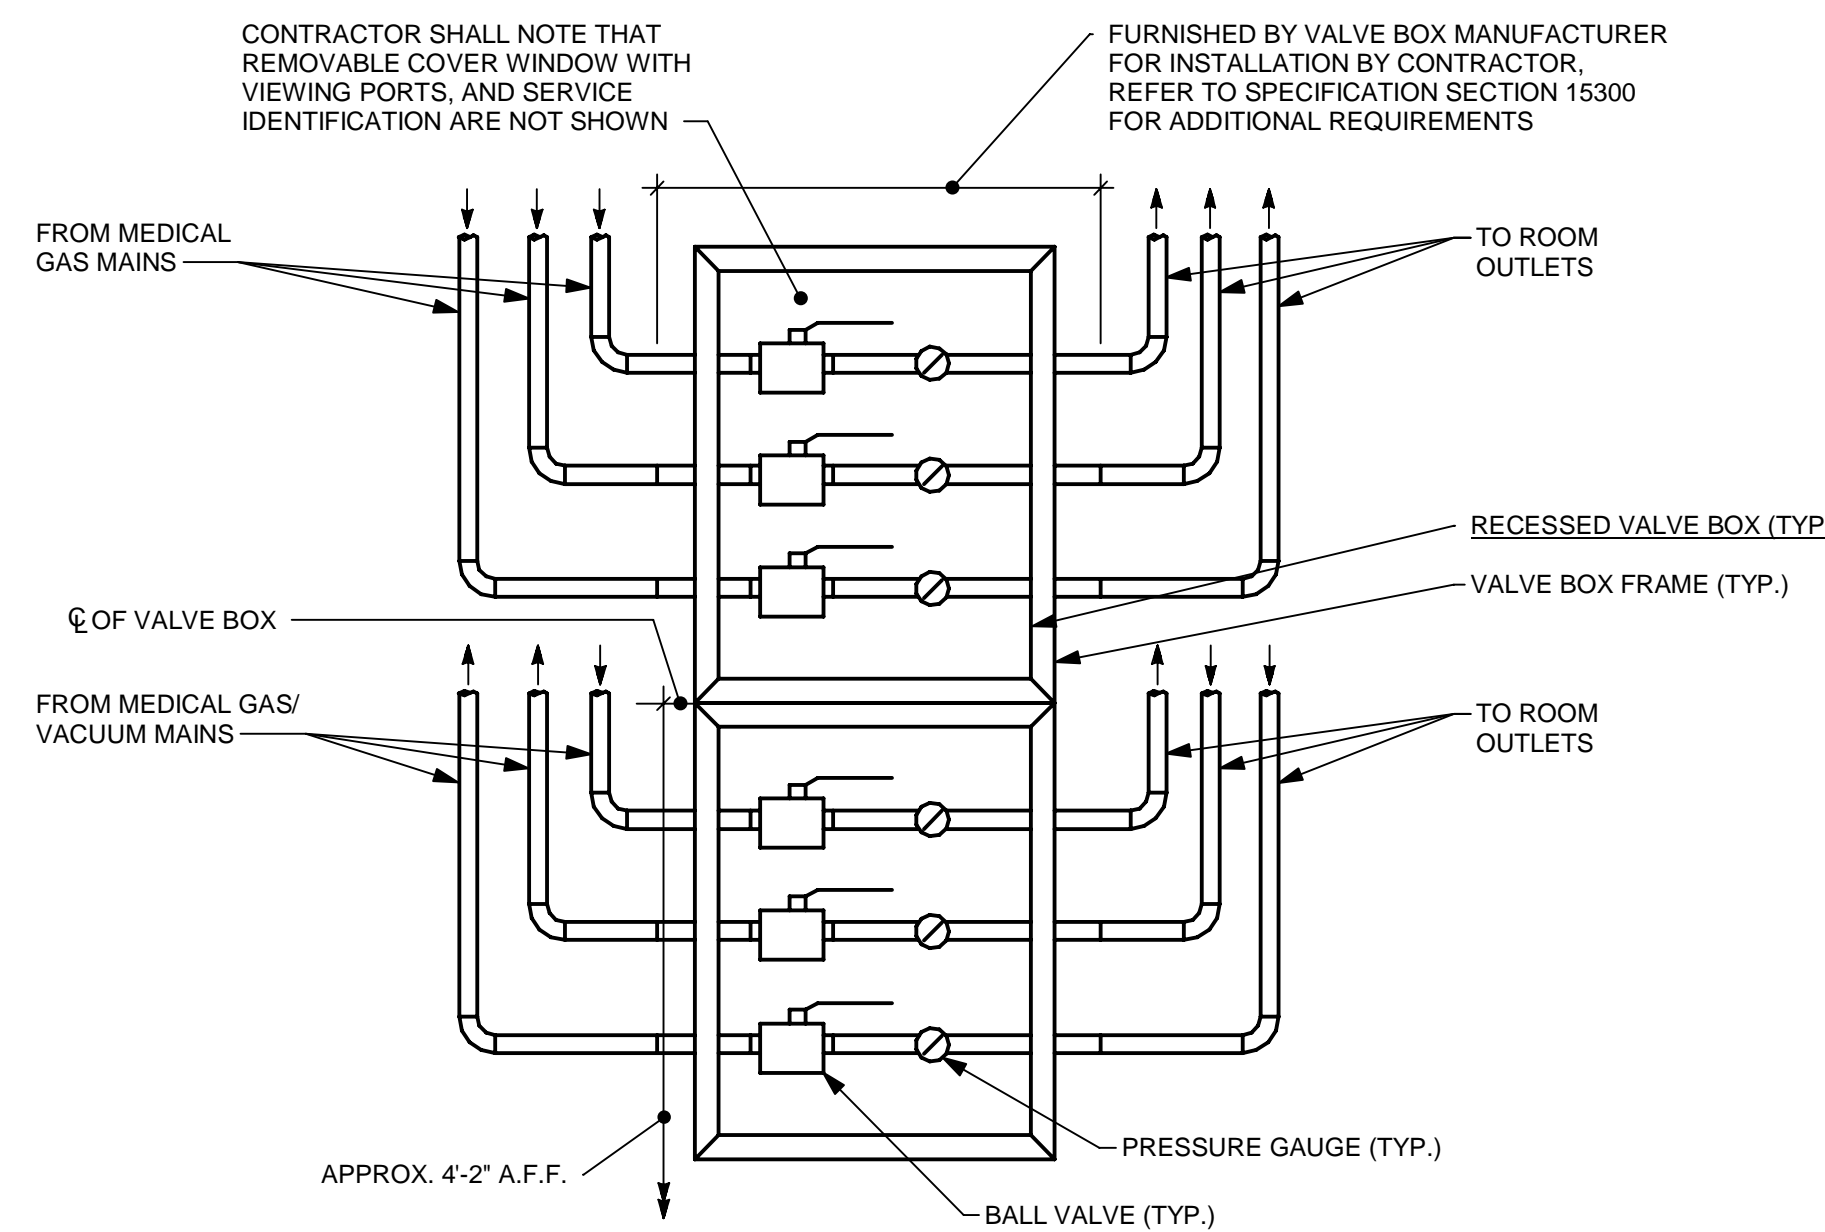 CONTRACTOR SHALL NOTE THAT
REMOVABLE COVER WINDOW WITH
VIEWING PORTS, AND SERVICE
IDENTIFICATION ARE NOT SHOWN
FURNISHED BY VALVE BOX MANUFACTURER
FOR INSTALLATION BY CONTRACTOR,
REFER TO SPECIFICATION SECTION 15300
FOR ADDITIONAL REQUIREMENTS
FROM MEDICAL
GAS MAINS
TO ROOM
OUTLETS
RECESSED VALVE BOX (TYP
VALVE BOX FRAME (TYP.)
℄ OF VALVE BOX
FROM MEDICAL GAS/
VACUUM MAINS
TO ROOM
OUTLETS
PRESSURE GAUGE (TYP.)
APPROX. 4'-2" A.F.F.
BALL VALVE (TYP.)